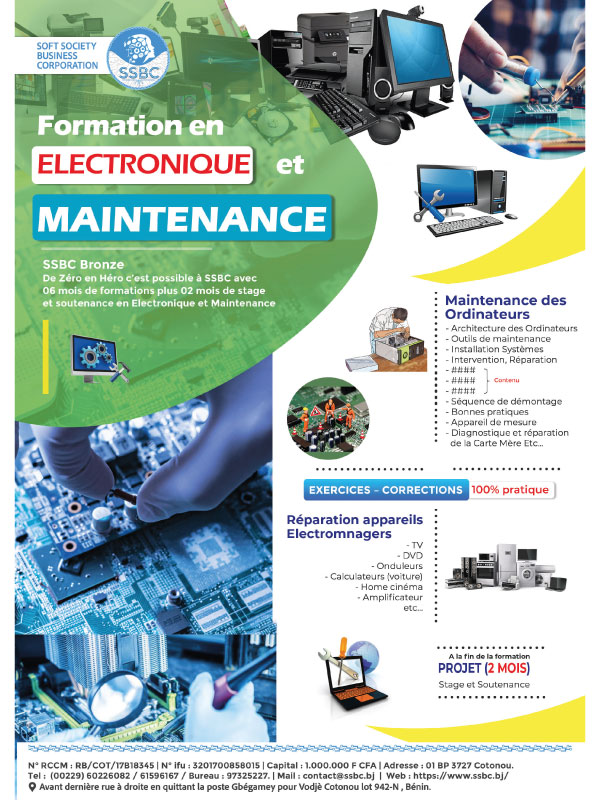 SOFT SOCIETY
BUSINESS
CORPORATION
SSBC
Formation en
ELECTRONIQUE et
MAINTENANCE
SSBC Bronze
De Zéro en Héro c'est possible à SSBC avec
06 mois de formations plus 02 mois de stage
et soutenance en Electronique et Maintenance
Maintenance des
Ordinateurs
- Architecture des Ordinateurs
- Outils de maintenance
- Installation Systèmes
- Intervention, Réparation
- ####
- #### Contenu
- ####
- Séquence de démontage
- Bonnes pratiques
- Appareil de mesure
- Diagnostique et réparation
de la Carte Mère Etc...
EXERCICES – CORRECTIONS 100% pratique
Réparation appareils
Electromnagers
- TV
- DVD
- Onduleurs
- Calculateurs (voiture)
- Home cinéma
- Amplificateur
etc...
A la fin de la formation
PROJET (2 MOIS)
Stage et Soutenance
N° RCCM : RB/COT/17B18345 | N° ifu : 3201700858015 | Capital : 1.000.000 F CFA | Adresse : 01 BP 3727 Cotonou.
Tel : (00229) 60226082 / 61596167 / Bureau : 97325227. | Mail : contact@ssbc.bj | Web : https://www.ssbc.bj/
Avant dernière rue à droite en quittant la poste Gbégamey pour Vodjè Cotonou lot 942-N , Bénin.